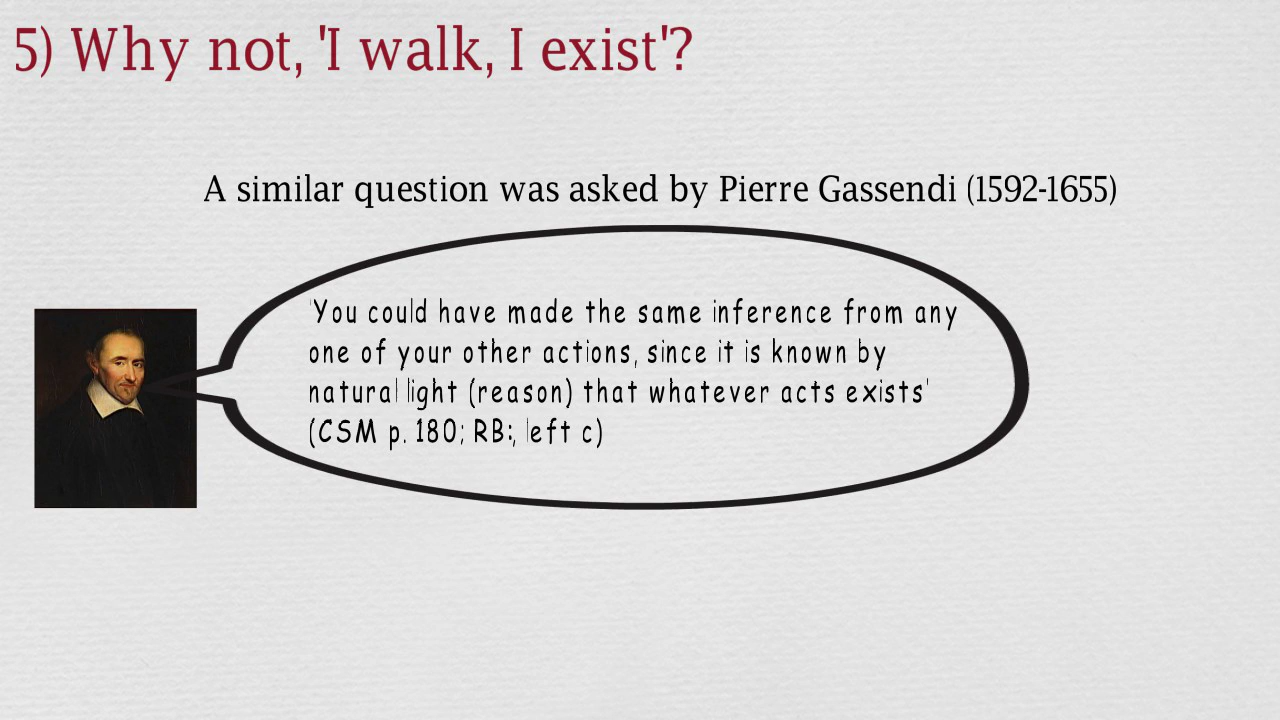 5) Why not, 'I walk, I exist'?
A similar question was asked by Pierre Gassendi (1592-1655)
'You could have made the same inference from any
one of your other actions, since it is known by
natural light (reason) that whatever acts exists'
(CSM p. 180; RB:, left c)